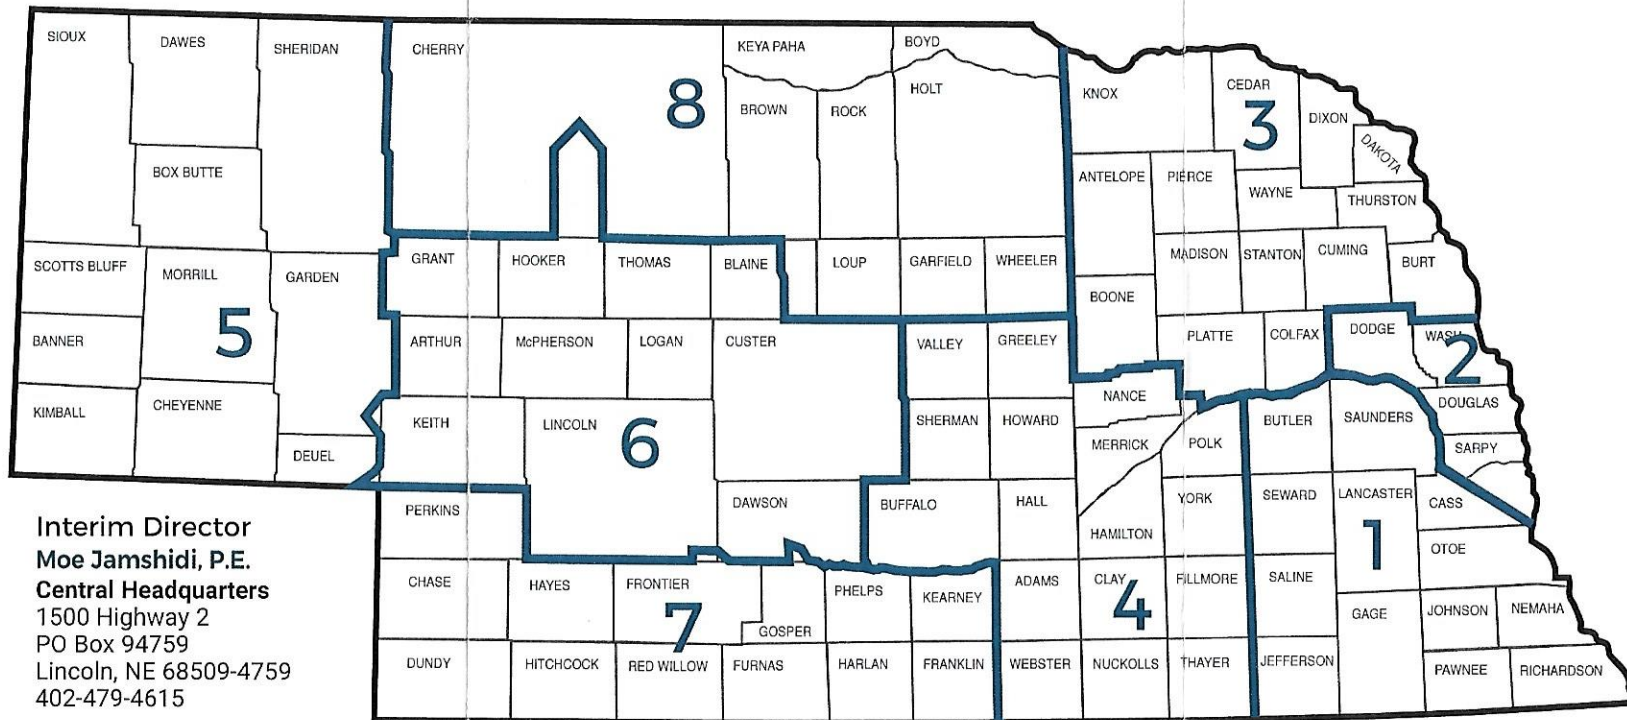 SIOUX
DAWES
SHERIDAN
CHERRY
KEYA PAHA
BOYD
8
BROWN
ROCK
HOLT
KNOX
CEDAR
3
DIXON
DAKOTA
BOX BUTTE
ANTELOPE
PIERCE
WAYNE
THURSTON
SCOTTS BLUFF
MORRILL
GARDEN
GRANT
HOOKER
THOMAS
BLAINE
LOUP
GARFIELD
WHEELER
MADISON
STANTON
CUMING
BURT
BOONE
5
BANNER
ARTHUR
McPHERSON
LOGAN
CUSTER
VALLEY
GREELEY
PLATTE
COLFAX
DODGE
WASH
2
KIMBALL
CHEYENNE
DEUEL
KEITH
LINCOLN
6
SHERMAN
HOWARD
NANCE
MERRICK
POLK
BUTLER
SAUNDERS
DOUGLAS
SARPY
PERKINS
DAWSON
BUFFALO
HALL
HAMILTON
YORK
SEWARD
LANCASTER
CASS
1
OTOE
CHASE
HAYES
FRONTIER
7
GOSPER
PHELPS
KEARNEY
ADAMS
CLAY
4
FILLMORE
SALINE
GAGE
JOHNSON
NEMAHA
DUNDY
HITCHCOCK
RED WILLOW
FURNAS
HARLAN
FRANKLIN
WEBSTER
NUCKOLLS
THAYER
JEFFERSON
PAWNEE
RICHARDSON
Interim Director
Moe Jamshidi, P.E.
Central Headquarters
1500 Highway 2
PO Box 94759
Lincoln, NE 68509-4759
402-479-4615